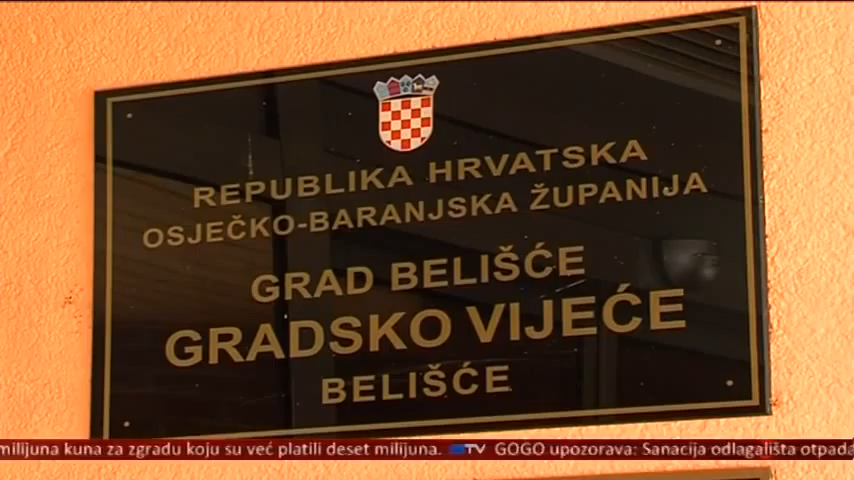 REPUBLIKA HRVATSKA
OSJEČKO-BARANJSKA ŽUPANIJA
GRAD BELIŠĆE
GRADSKO VIJEĆE
BELIŠĆE
milijuna kuna za zgradu koju su već platili deset milijuna. STV GOGO upozorava: Sanacija odlagališta otpada